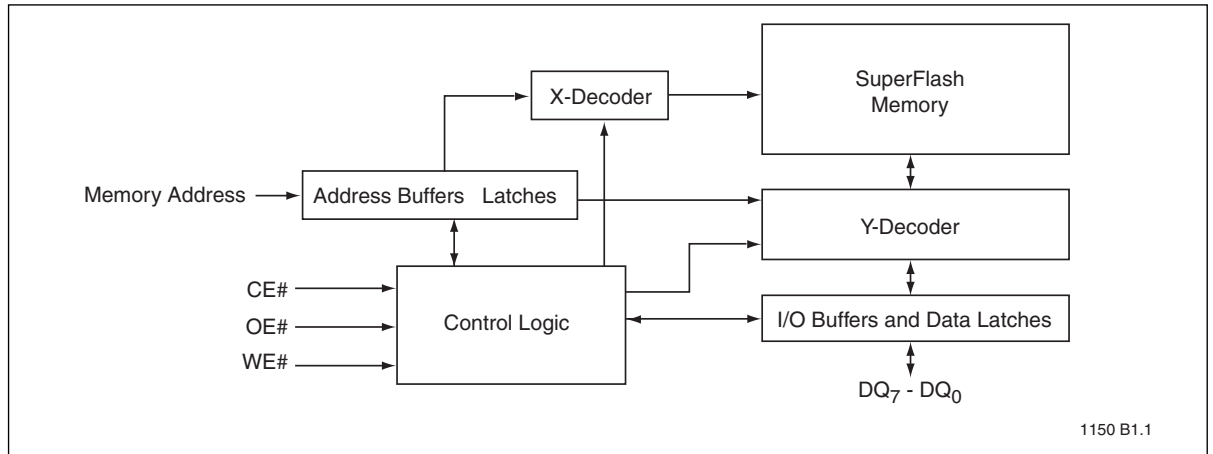 SuperFlash
Memory
X-Decoder
Memory Address
Address Buffers Latches
Y-Decoder
CE#
OE#
WE#
Control Logic
I/O Buffers and Data Latches
DQ7 - DQ0
1150 B1.1